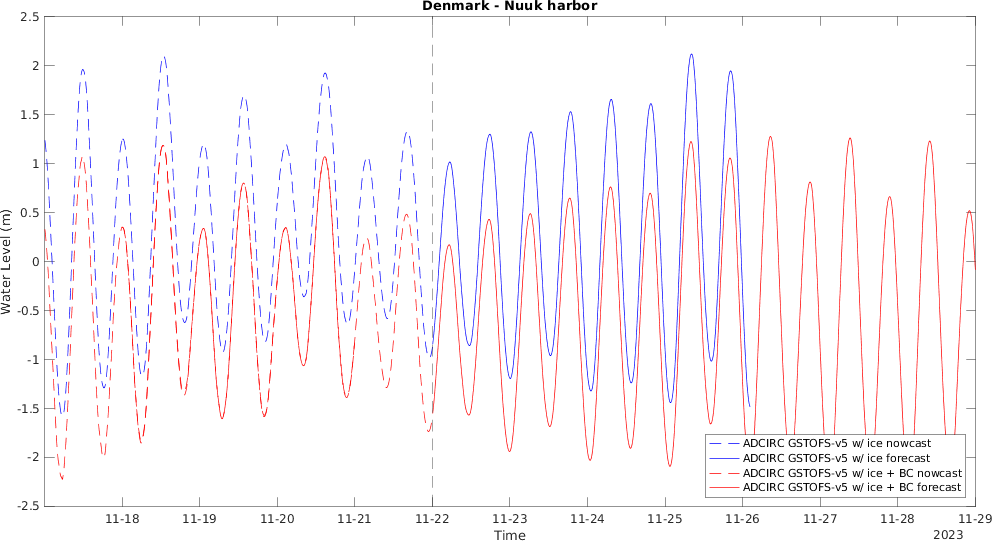 Denmark - Nuuk harbor
2.5
2
1.5
1
0.5
0
-0.5
-1
-1.5
-2
-2.5
Water Level (m)
ADCIRC GSTOFS-v5 w/ ice nowcast
ADCIRC GSTOFS-v5 w/ ice forecast
ADCIRC GSTOFS-v5 w/ ice + BC nowcast
ADCIRC GSTOFS-v5 w/ ice + BC forecast
11-18 11-19 11-20 11-21 11-22 11-23 11-24 11-25 11-26 11-27 11-28 11-29
Time
2023